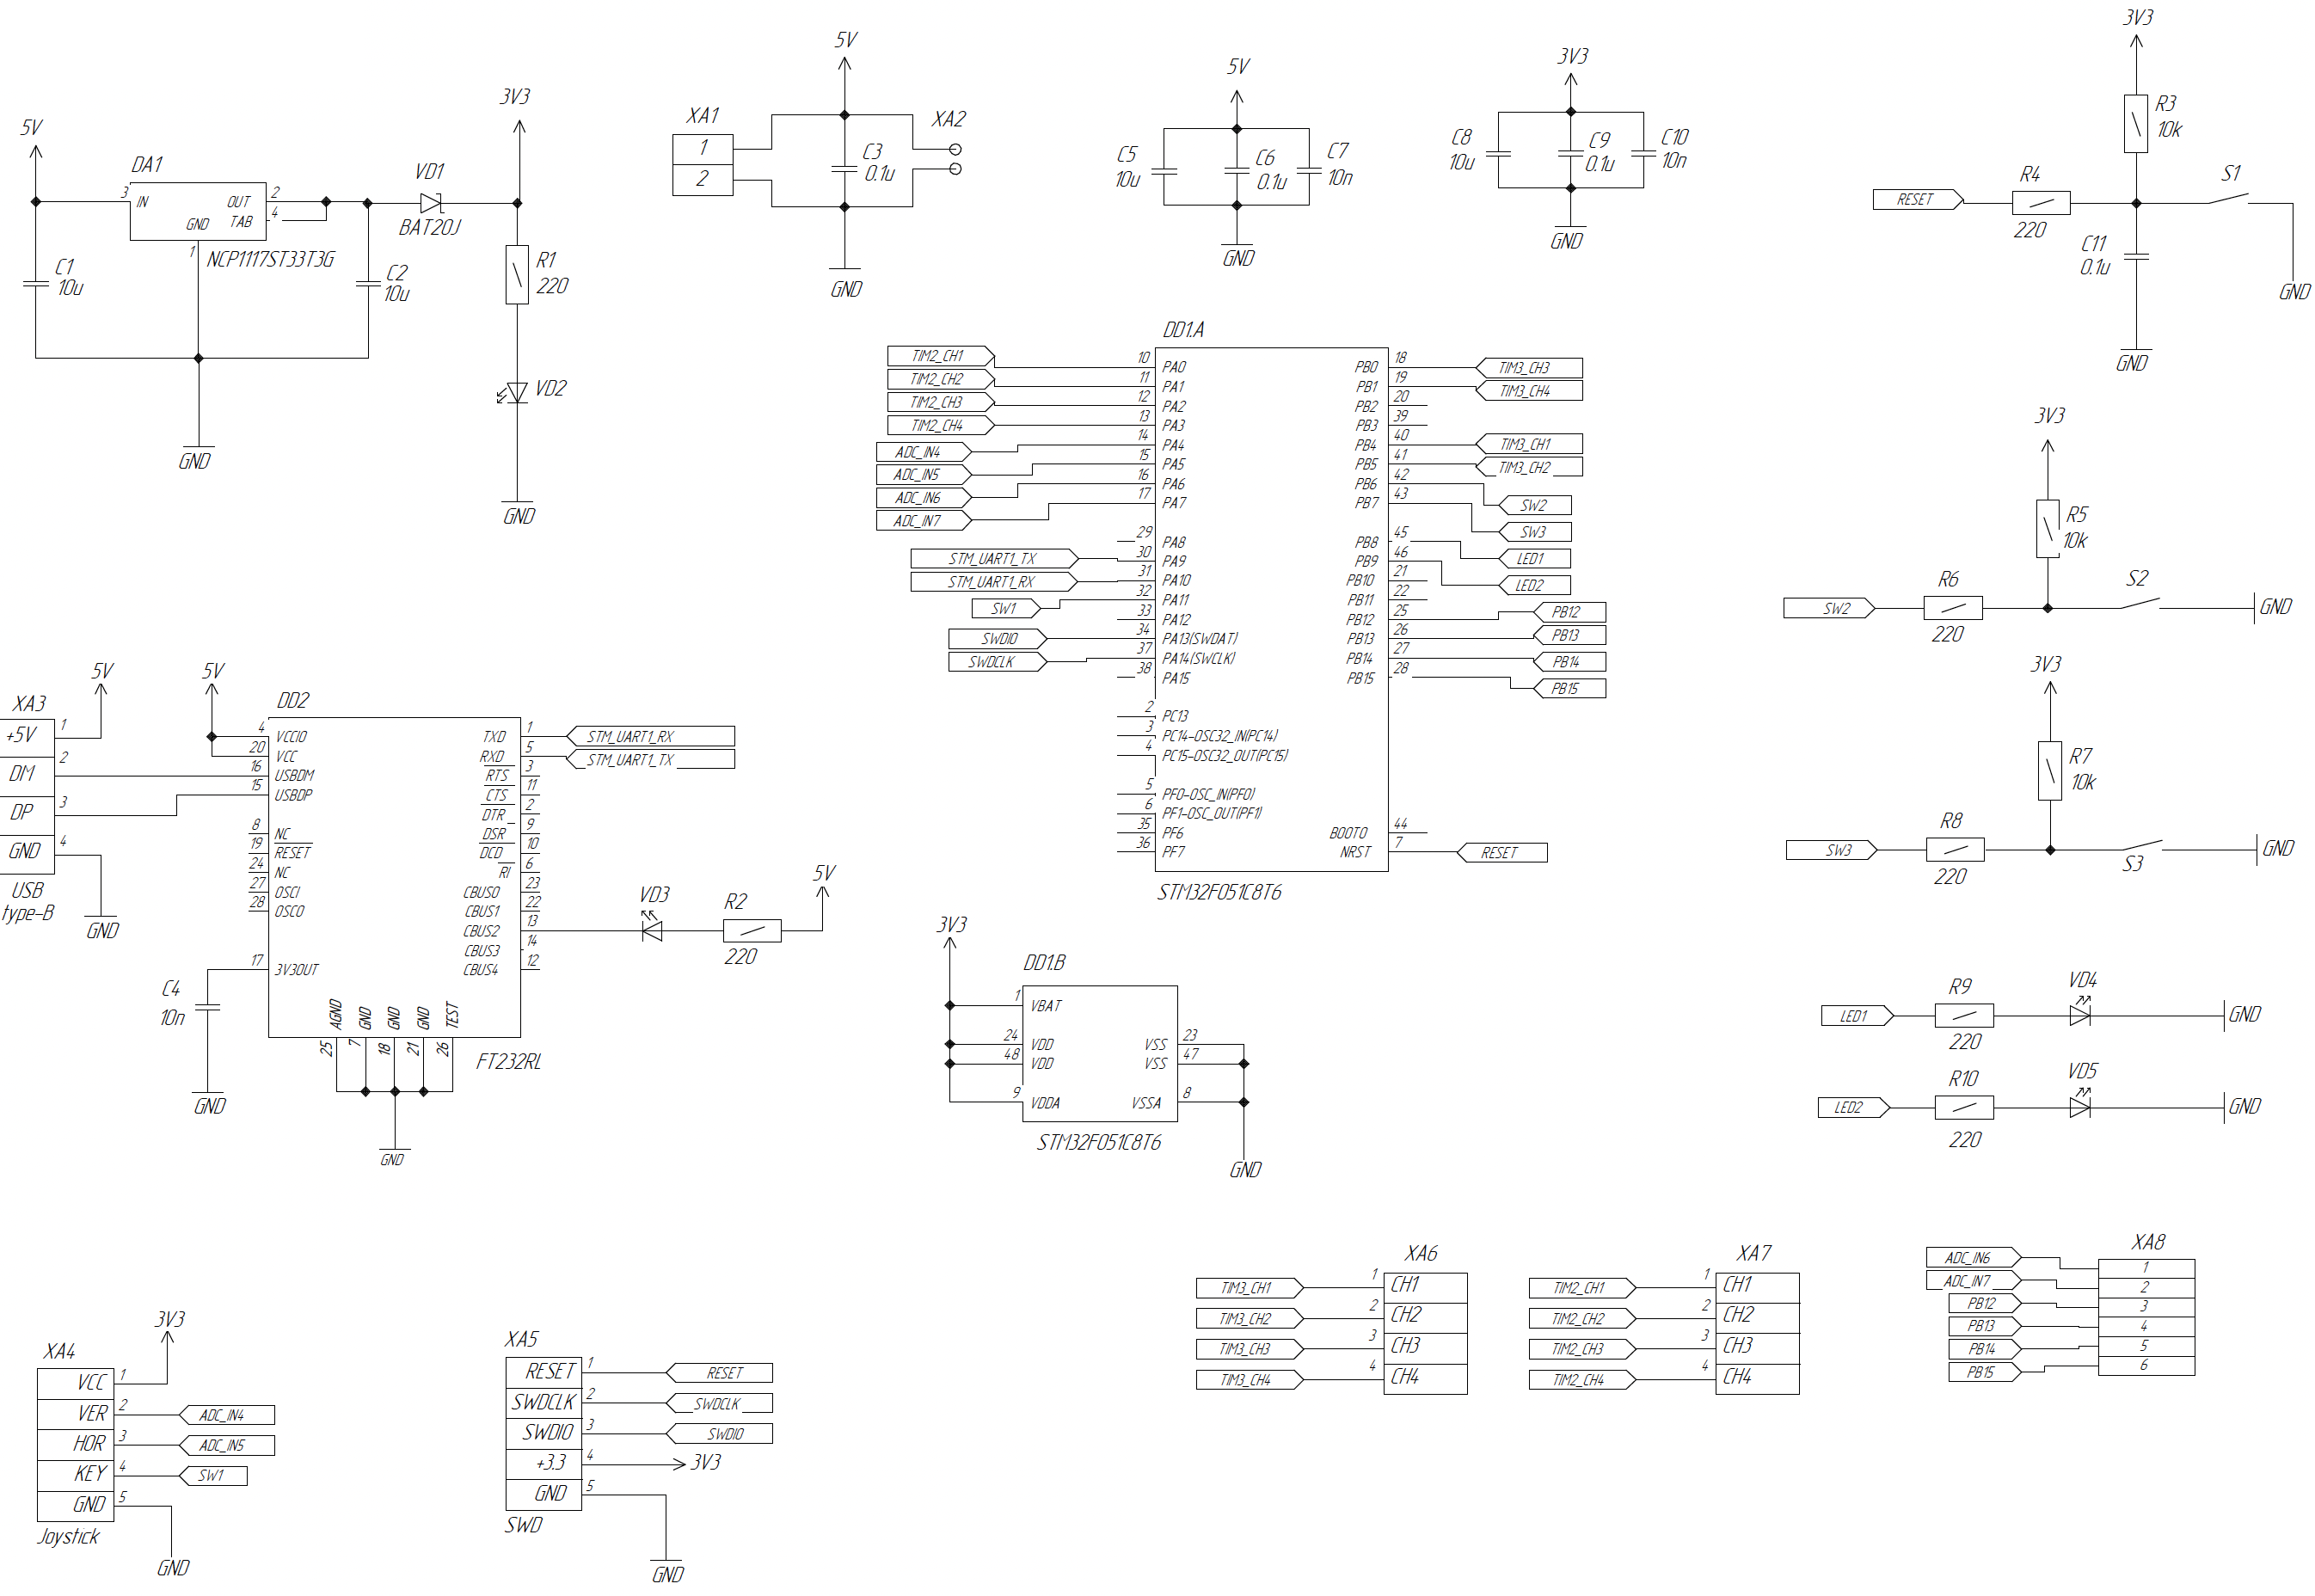 5V
3 DA1 2
IN OUT
4
GND TAB
1
NCP1117ST33T3G
C1
10u
C2
10u
GND
VD1
BAT20J
3V3
R1
220
VD2
GND
XA1
1
2
5V
C3
0.1u
XA2
GND
5V
C5
10u
C6
0.1u
C7
10n
GND
3V3
C8
10u
C9
0.1u
C10
10n
GND
3V3
R3
10k
RESET
R4
220
S1
C11
0.1u
GND
GND
DD1.A
TIM2_CH1 10 PA0
TIM2_CH2 11 PA1
TIM2_CH3 12 PA2
TIM2_CH4 13 PA3
ADC_IN4 14 PA4
ADC_IN5 15 PA5
ADC_IN6 16 PA6
ADC_IN7 17 PA7
29 PA8
STM_UART1_TX 30 PA9
STM_UART1_RX 31 PA10
SW1 32 PA11
33 PA12
SWDIO 34 PA13(SWDAT)
SWDCLK 37 PA14(SWCLK)
38 PA15
2 PC13
3 PC14-OSC32_IN(PC14)
4 PC15-OSC32_OUT(PC15)
5 PF0-OSC_IN(PF0)
6 PF1-OSC_OUT(PF1)
35 PF6
36 PF7
PB0 18 TIM3_CH3
PB1 19 TIM3_CH4
PB2 20
PB3 39
PB4 40 TIM3_CH1
PB5 41 TIM3_CH2
PB6 42 SW2
PB7 43 SW3
PB8 45 LED1
PB9 46 LED2
PB10 21
PB11 22
PB12 25 PB12
PB13 26 PB13
PB14 27 PB14
PB15 28 PB15
BOOT0 44
NRST 7 RESET
STM32F051C8T6
3V3
R5
10k
SW2
R6
220
S2
GND
3V3
R7
10k
SW3
R8
220
S3
GND
XA3
+5V 1
DM 2
DP 3
GND 4
USB
type-B
5V
GND
5V
DD2
4 VCCIO
20 VCC
16 USBDM
15 USBDP
8 NC
19 RESET
24 NC
27 OSCI
28 OSCO
17 3V3OUT
TXD 1 STM_UART1_RX
RXD 5 STM_UART1_TX
RTS 3
CTS 11
DTR 2
DSR 9
DCD 10
RI 6
CBUS0 23
CBUS1 22
CBUS2 13
CBUS3 14
CBUS4 12
AGND GND GND GND TEST
25 7 18 21 26
FT232RL
C4
10n
GND
GND
VD3
R2
220
5V
3V3
DD1.B
1 VBAT
24 VDD VSS 23
48 VDD VSS 47
9 VDDA VSSA 8
STM32F051C8T6
GND
LED1
R9
220
VD4
GND
LED2
R10
220
VD5
GND
XA4
VCC 1 3V3
VER 2 ADC_IN4
HOR 3 ADC_IN5
KEY 4 SW1
GND 5
Joystick
GND
XA5
RESET 1 RESET
SWDCLK 2 SWDCLK
SWDIO 3 SWDIO
+3.3 4 3V3
GND 5
SWD
GND
XA6
TIM3_CH1 1 CH1
TIM3_CH2 2 CH2
TIM3_CH3 3 CH3
TIM3_CH4 4 CH4
XA7
TIM2_CH1 1 CH1
TIM2_CH2 2 CH2
TIM2_CH3 3 CH3
TIM2_CH4 4 CH4
XA8
ADC_IN6 1
ADC_IN7 2
PB12 3
PB13 4
PB14 5
PB15 6